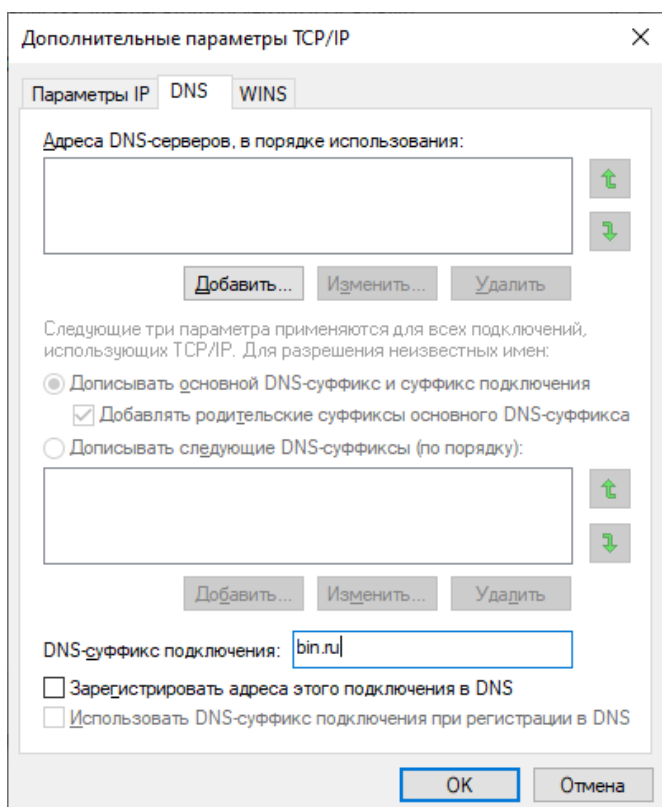 Дополнительные параметры TCP/IP
Параметры IP DNS WINS
Адреса DNS-серверов, в порядке использования:
Добавить... Изменить... Удалить
Следующие три параметра применяются для всех подключений,
использующих TCP/IP. Для разрешения неизвестных имен:
Дописывать основной DNS-суффикс и суффикс подключения
Добавлять родительские суффиксы основного DNS-суффикса
Дописывать следующие DNS-суффиксы (по порядку):
Добавить... Изменить... Удалить
DNS-суффикс подключения: bin.ru
Зарегистрировать адреса этого подключения в DNS
Использовать DNS-суффикс подключения при регистрации в DNS
OK Отмена